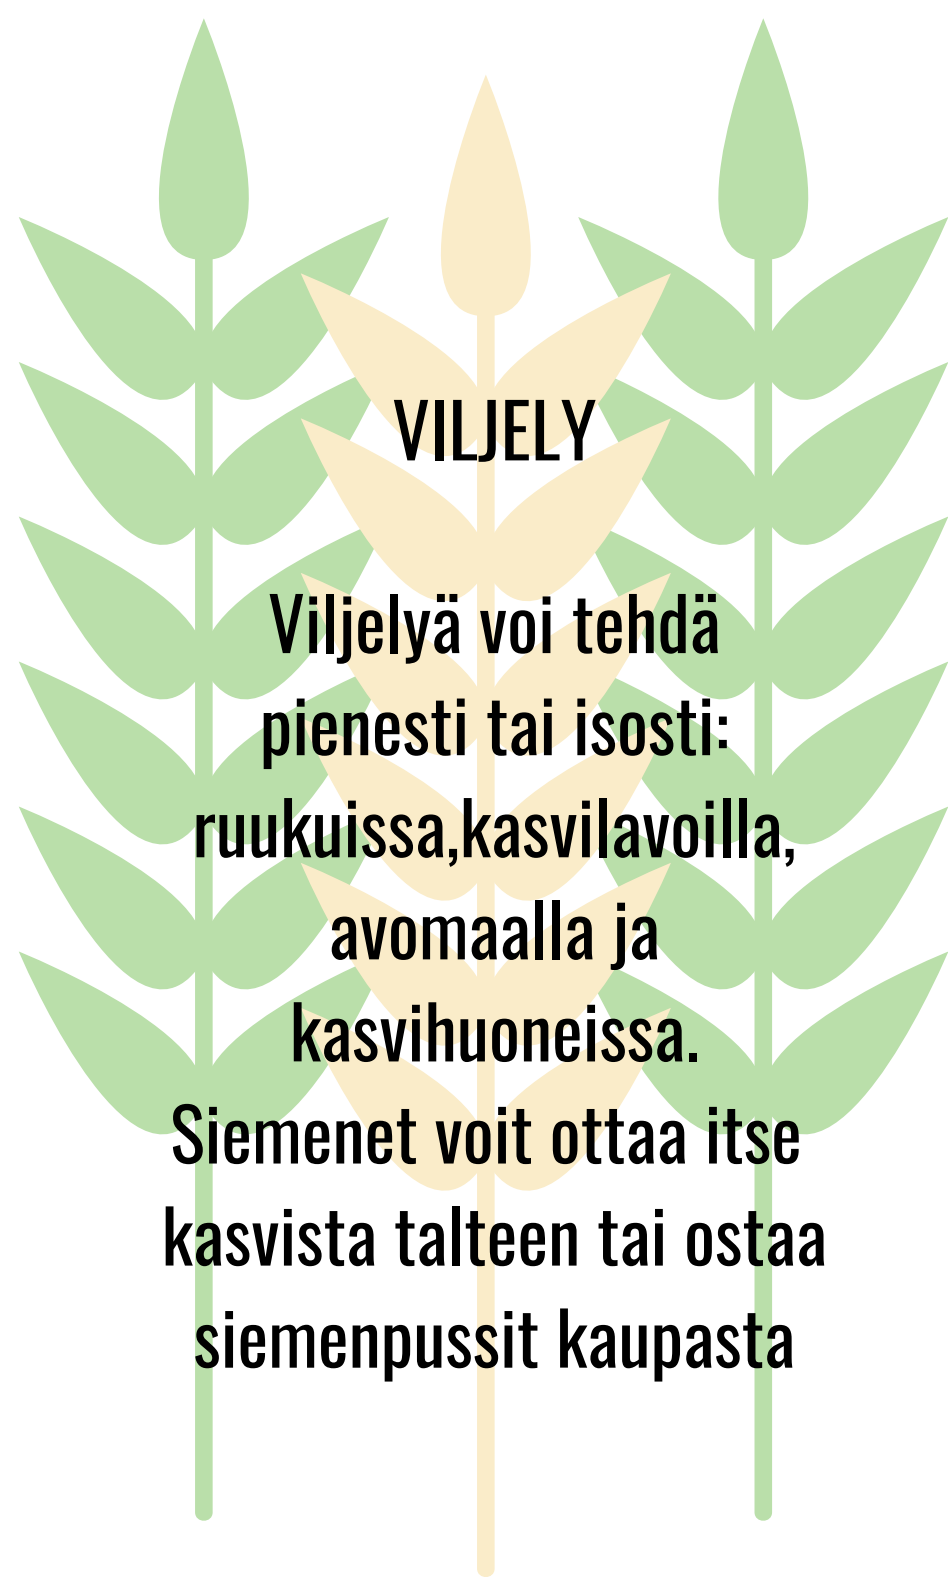 VILJELY
Viljelyä voi tehdä
pienesti tai isosti:
ruukuissa,kasvilavoilla,
avomaalla ja
kasvihuoneissa.
Siemenet voit ottaa itse
kasvista talteen tai ostaa
siemenpussit kaupasta